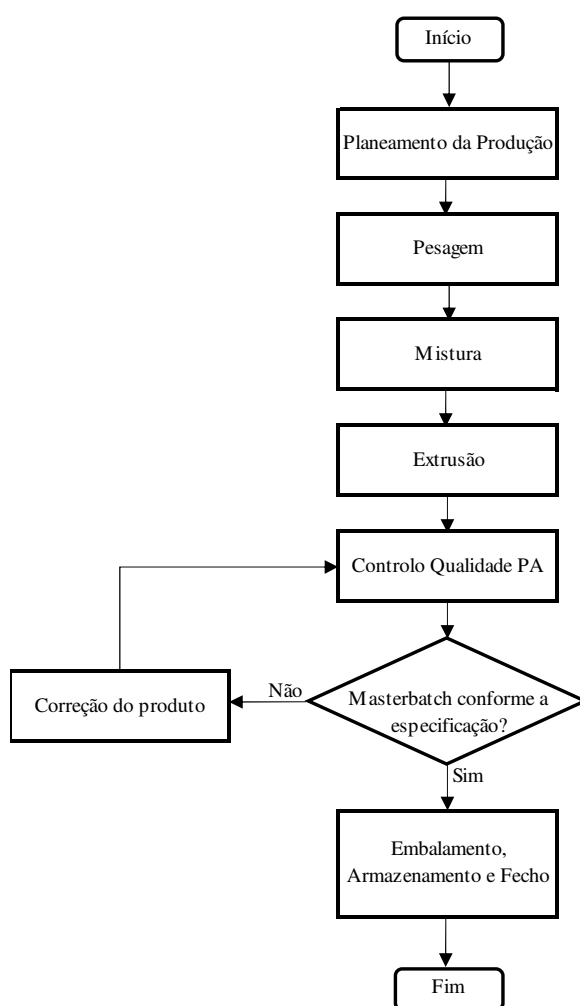 Início
Planeamento da Produção
Pesagem
Mistura
Extrusão
Controlo Qualidade PA
Masterbatch conforme a
especificação?
Não
Correção do produto
Sim
Embalamento,
Armazenamento e Fecho
Fim